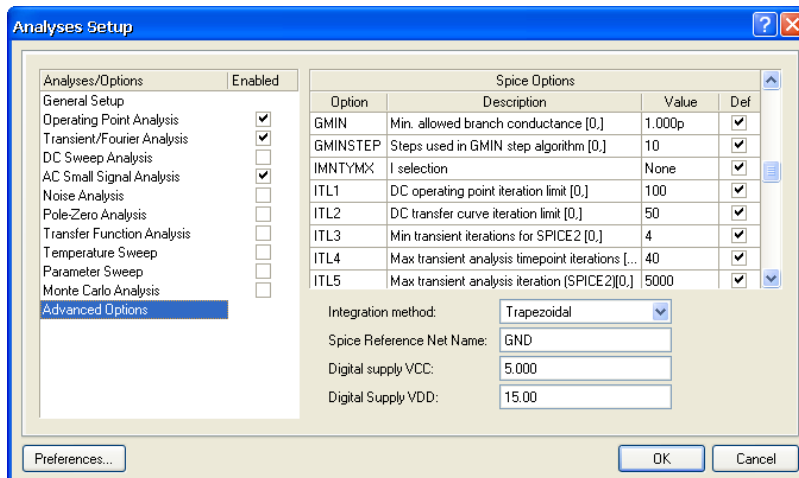 Analyses Setup
Analyses/Options Enabled
General Setup
Operating Point Analysis
Transient/Fourier Analysis
DC Sweep Analysis
AC Small Signal Analysis
Noise Analysis
Pole-Zero Analysis
Transfer Function Analysis
Temperature Sweep
Parameter Sweep
Monte Carlo Analysis
Advanced Options
Spice Options
Option Description Value Def
GMIN Min. allowed branch conductance [0,] 1.000p
GMINSTEP Steps used in GMIN step algorithm [0,] 10
IMNTYMX I selection None
ITL1 DC operating point iteration limit [0,] 100
ITL2 DC transfer curve iteration limit [0,] 50
ITL3 Min transient iterations for SPICE2 [0,] 4
ITL4 Max transient analysis timepoint iterations [... 40
ITL5 Max transient analysis iteration (SPICE2)[0,] 5000
Integration method: Trapezoidal
Spice Reference Net Name: GND
Digital supply VCC: 5.000
Digital Supply VDD: 15.00
Preferences... OK Cancel